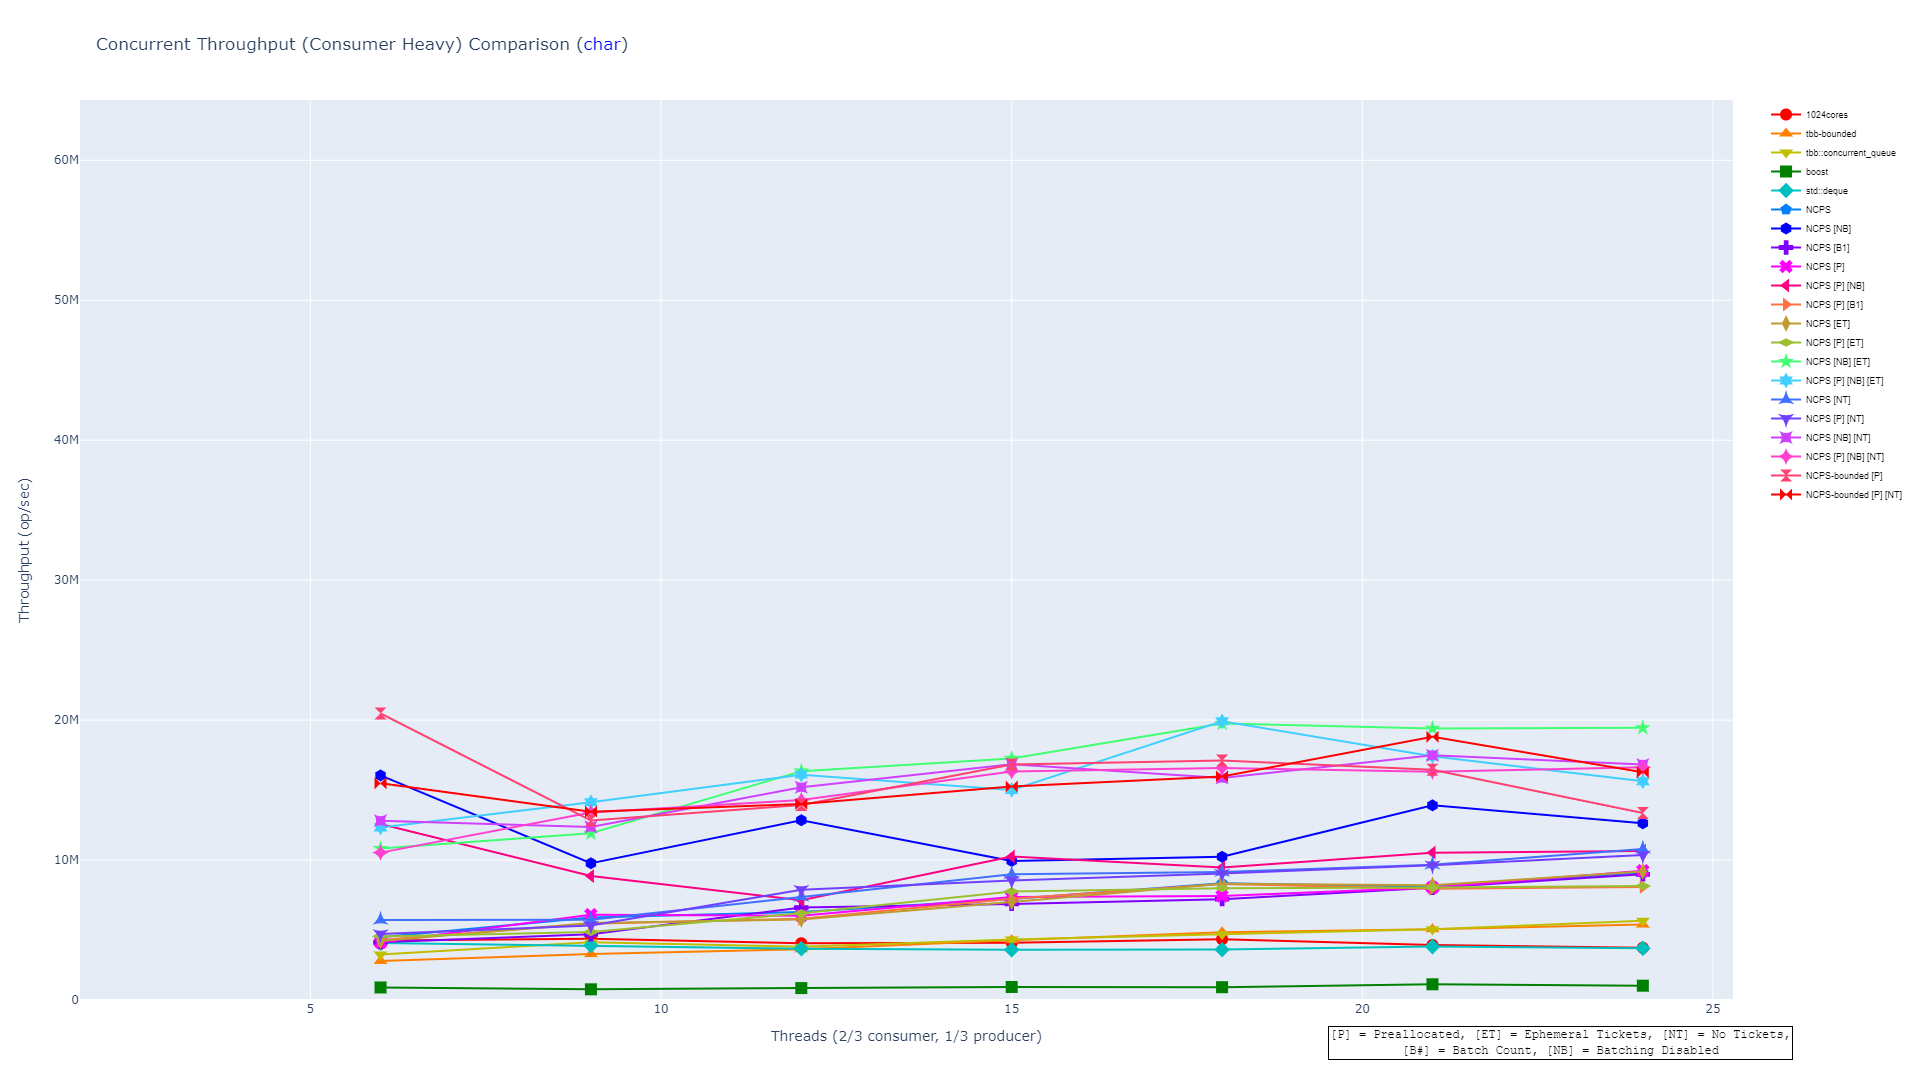 Concurrent Throughput (Consumer Heavy) Comparison (char)
60M
50M
40M
30M
20M
10M
0
Throughput (op/sec)
5
10
15
20
25
Threads (2/3 consumer, 1/3 producer)
1024cores
tbb-bounded
tbb::concurrent_queue
boost
std::deque
NCPS
NCPS [NB]
NCPS [B1]
NCPS [P]
NCPS [P] [NB]
NCPS [P] [B1]
NCPS [ET]
NCPS [P] [ET]
NCPS [NB] [ET]
NCPS [P] [NB] [ET]
NCPS [NT]
NCPS [P] [NT]
NCPS [NB] [NT]
NCPS [P] [NB] [NT]
NCPS-bounded [P]
NCPS-bounded [P] [NT]
[P] = Preallocated, [ET] = Ephemeral Tickets, [NT] = No Tickets,
[B#] = Batch Count, [NB] = Batching Disabled